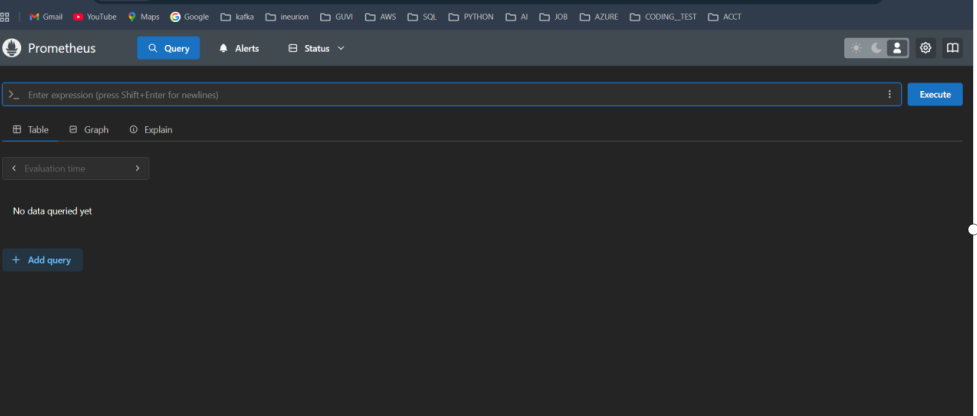 Gmail YouTube Maps Google kafka ineurion GUVI AWS SQL PYTHON AI JOB AZURE CODING_TEST ACCT
Prometheus Query Alerts Status
>_ Enter expression (press Shift+Enter for newlines) Execute
Table Graph Explain
Evaluation time
No data queried yet
+ Add query